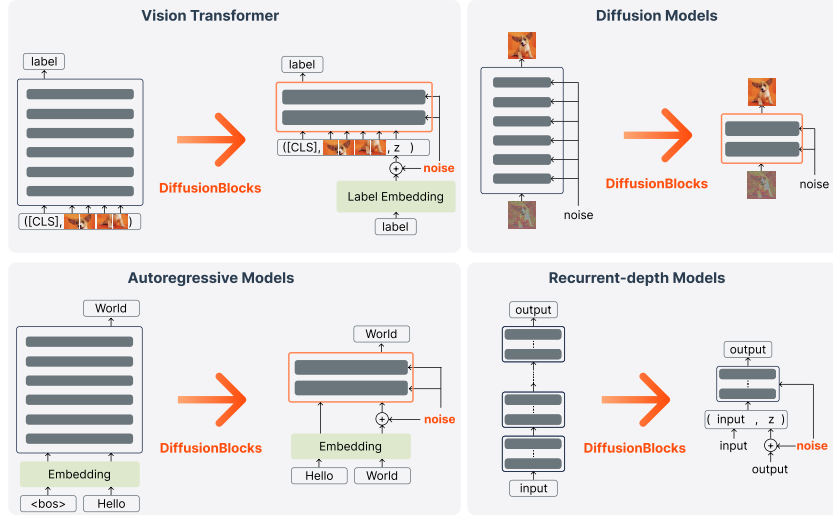 Vision Transformer
label
([CLS], )
DiffusionBlocks
label
([CLS], , z )
noise
Label Embedding
label
Diffusion Models
noise
DiffusionBlocks
noise
Autoregressive Models
World
Embedding
<bos>
Hello
DiffusionBlocks
World
noise
Embedding
Hello
World
Recurrent-depth Models
output
input
DiffusionBlocks
output
( input , z )
input
noise
output